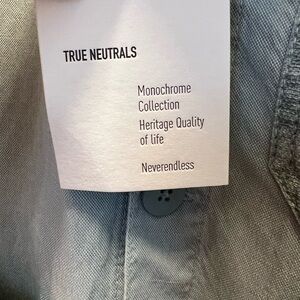 TRUE NEUTRALS
Monochrome
Collection
Heritage Quality
of life
Neverendless